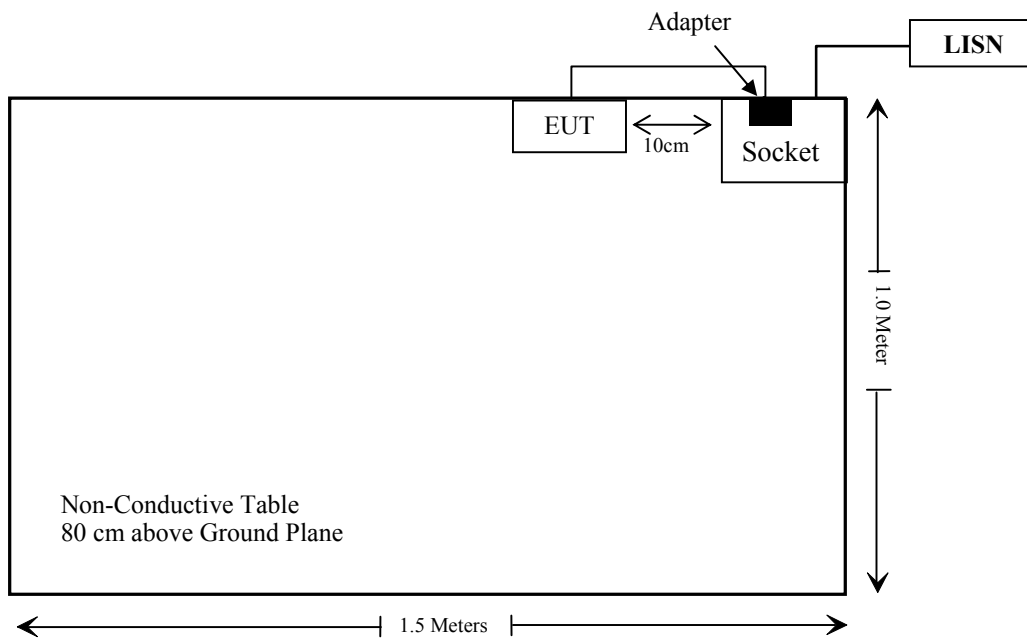 Adapter
LISN
EUT
10cm
Socket
1.0 Meter
Non-Conductive Table
80 cm above Ground Plane
1.5 Meters